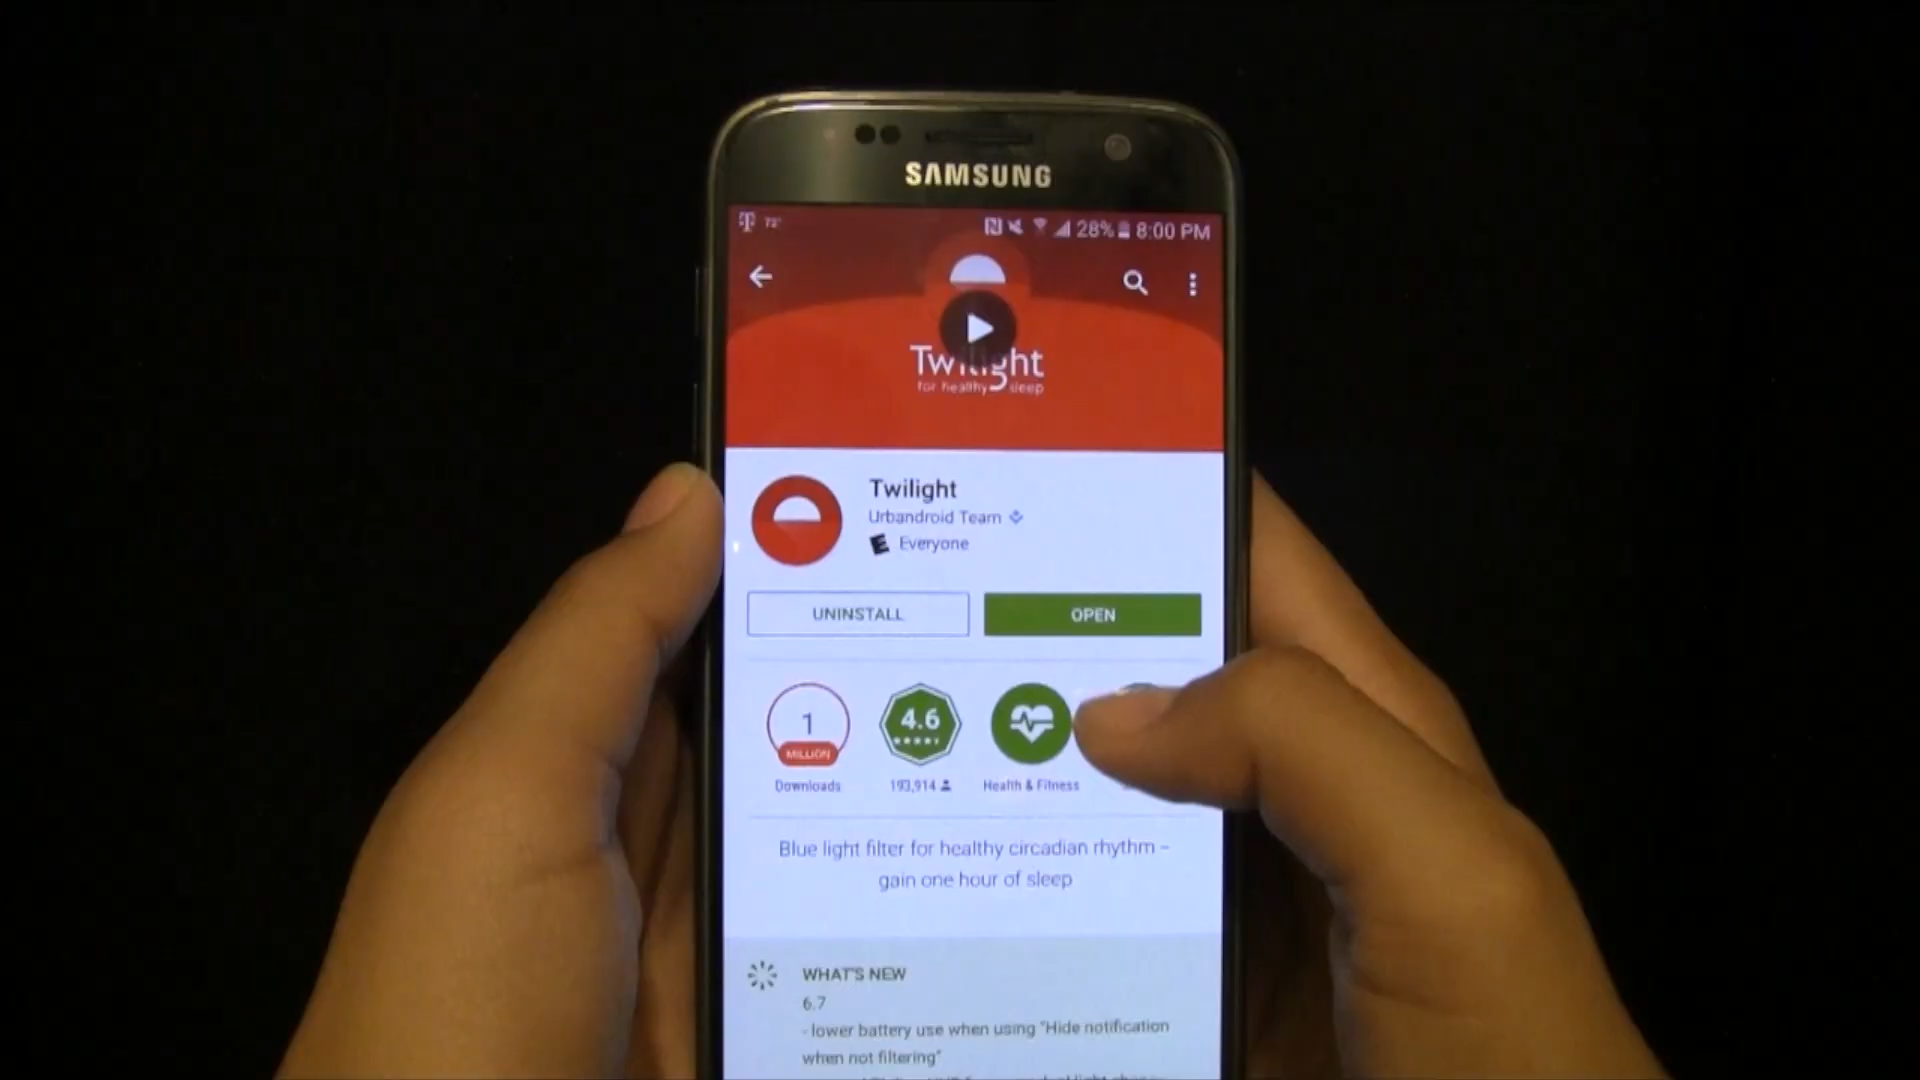 SAMSUNG
72°
28% 8:00 PM
Twilight
for healthy sleep
Twilight
Urbandroid Team
E Everyone
UNINSTALL
OPEN
1
MILLION
Downloads
4.6
193,914
Health & Fitness
Blue light filter for healthy circadian rhythm –
gain one hour of sleep
WHAT'S NEW
6.7
- lower battery use when using "Hide notification
when not filtering"